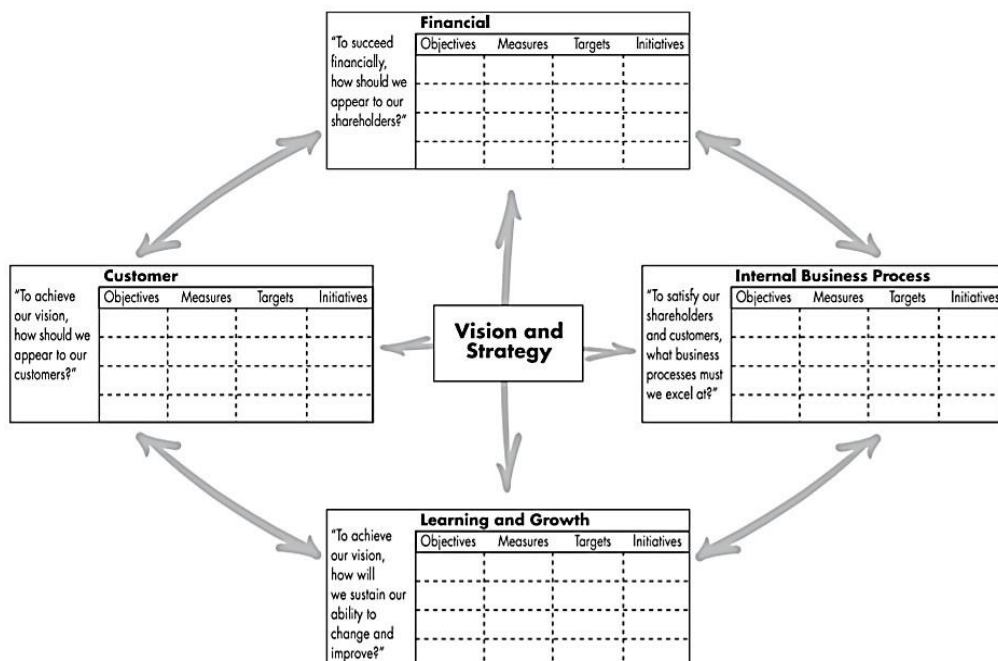 Financial
"To succeed
financially,
how should we
appear to our
shareholders?"
Objectives Measures Targets Initiatives
Customer
"To achieve
our vision,
how should we
appear to our
customers?"
Objectives Measures Targets Initiatives
Vision and
Strategy
Internal Business Process
"To satisfy our
shareholders
and customers,
what business
processes must
we excel at?"
Objectives Measures Targets Initiatives
Learning and Growth
"To achieve
our vision,
how will
we sustain our
ability to
change and
improve?"
Objectives Measures Targets Initiatives